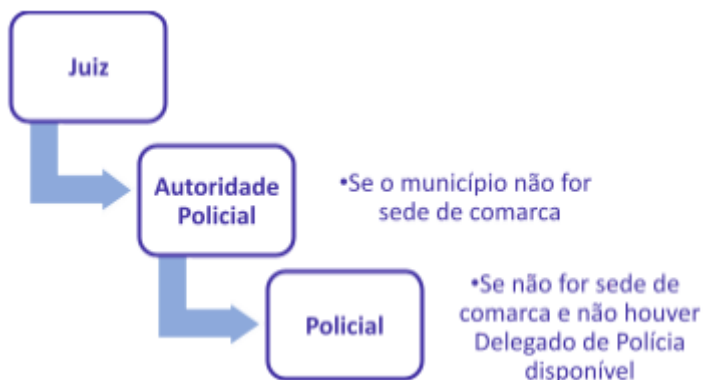 Juiz
Autoridade
Policial
•Se o município não for
sede de comarca
Policial
•Se não for sede de
comarca e não houver
Delegado de Polícia
disponível